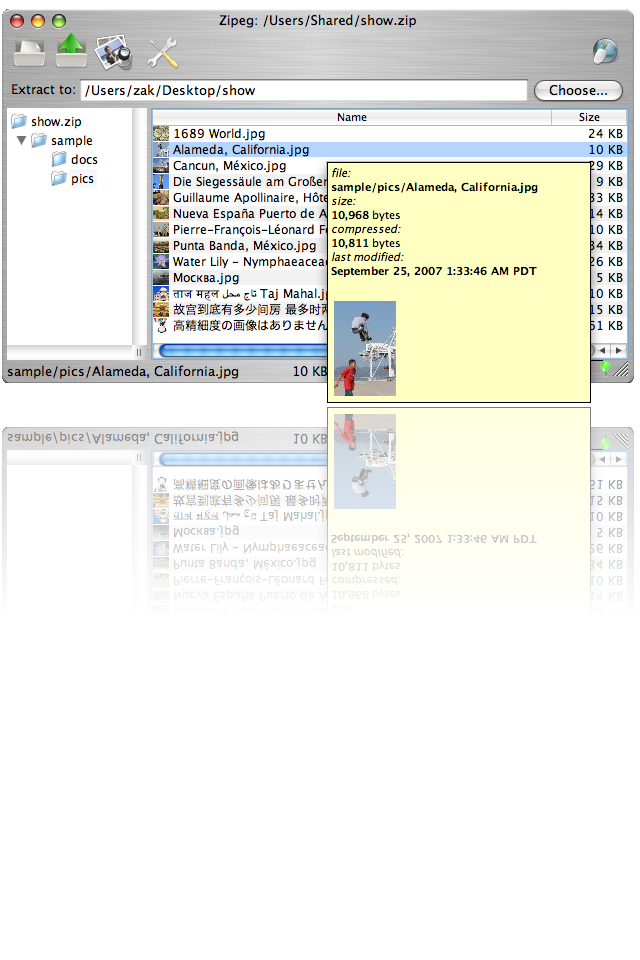 Zipeg: /Users/Shared/show.zip
Extract to: /Users/zak/Desktop/show Choose...
show.zip
sample
docs
pics
Name Size
1689 World.jpg 24 KB
Alameda, California.jpg 10 KB
Cancun, México.jpg 29 KB
Die Siegessäule am Großer 9 KB
Guillaume Apollinaire, Hôte 33 KB
Nueva España Puerto de A 14 KB
Pierre-François-Léonard Fo 10 KB
Punta Banda, México.jpg 34 KB
Water Lily - Nymphaeaceae 26 KB
Москва.jpg 5 KB
ताज महल تاج محل Taj Mahal.j 10 KB
故宫到底有多少间房 最多时两 15 KB
高精細度の画像はありません 51 KB
file:
sample/pics/Alameda, California.jpg
size:
10,968 bytes
compressed:
10,811 bytes
last modified:
September 25, 2007 1:33:46 AM PDT
sample/pics/Alameda, California.jpg 10 KB